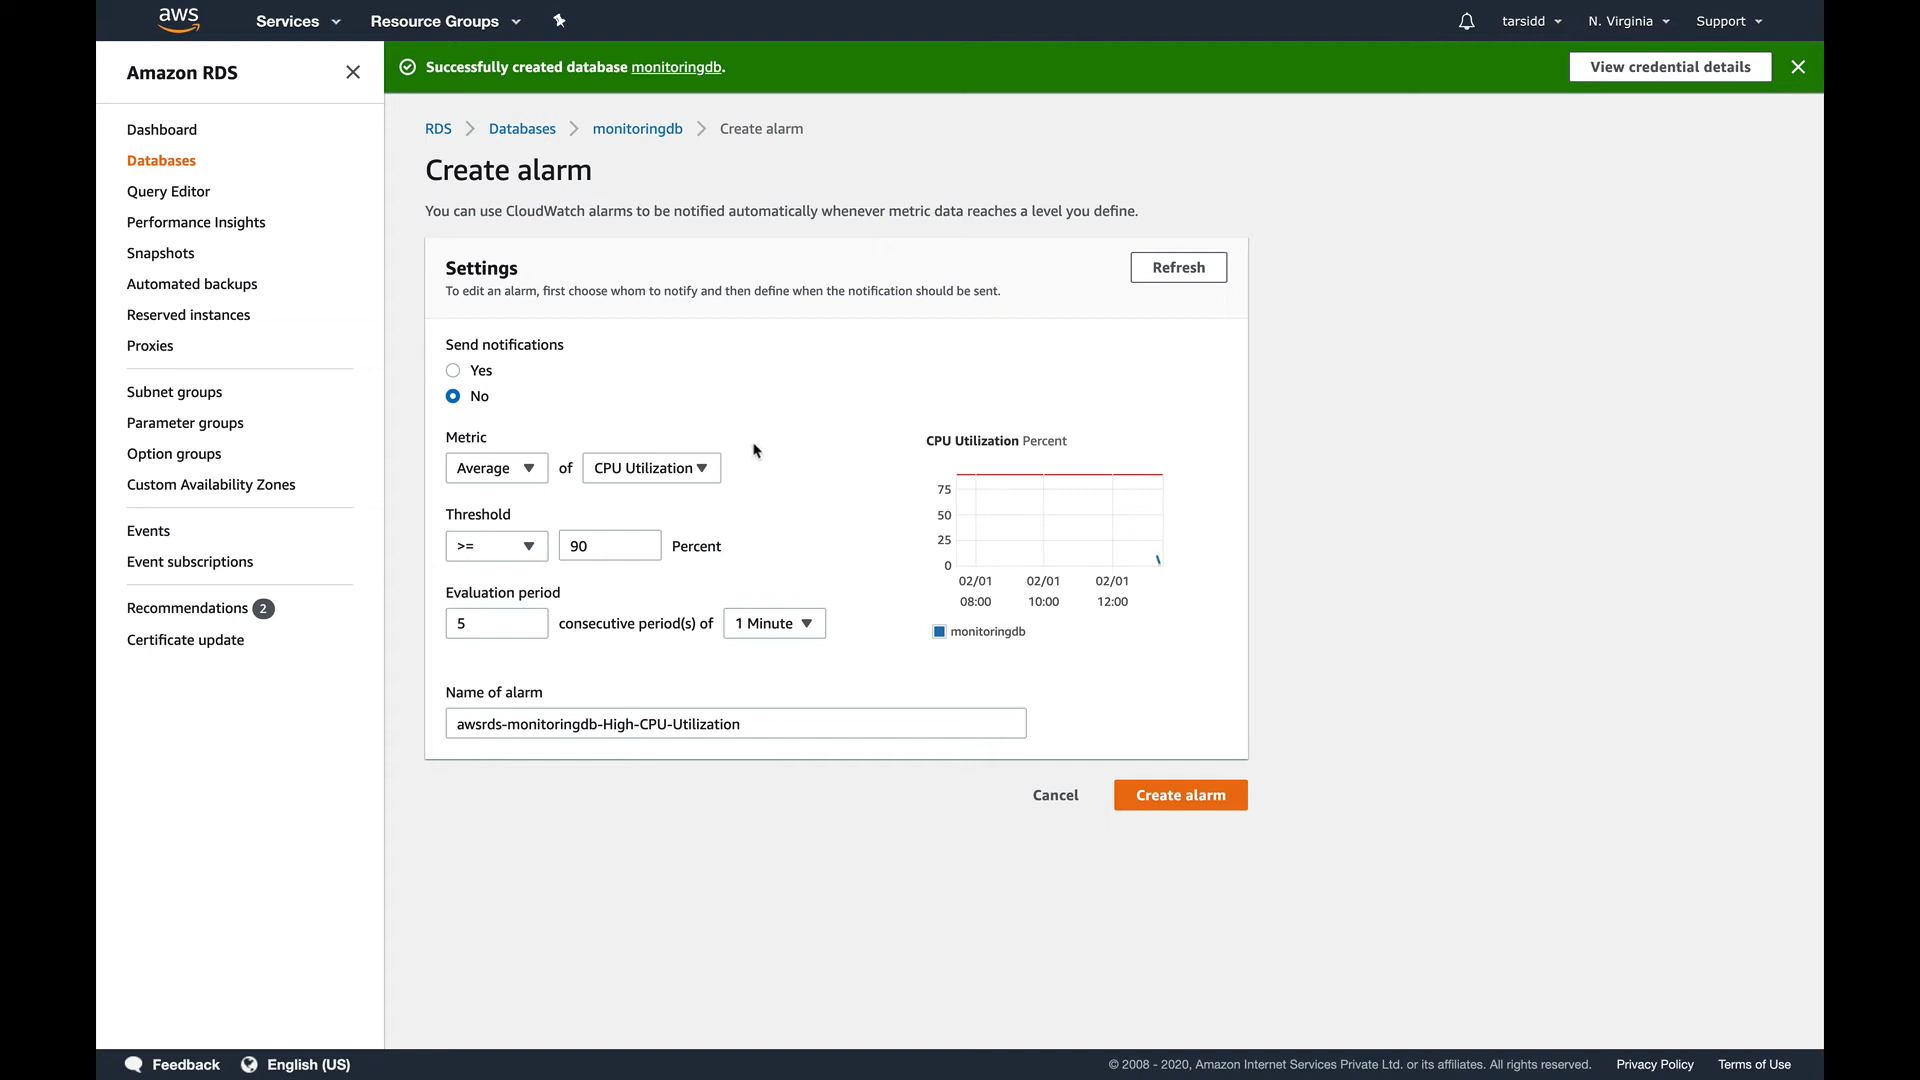 aws Services Resource Groups tarsidd N. Virginia Support
Amazon RDS
Successfully created database monitoringdb. View credential details
Dashboard
Databases
Query Editor
Performance Insights
Snapshots
Automated backups
Reserved instances
Proxies
Subnet groups
Parameter groups
Option groups
Custom Availability Zones
Events
Event subscriptions
Recommendations 2
Certificate update
RDS Databases monitoringdb Create alarm
Create alarm
You can use CloudWatch alarms to be notified automatically whenever metric data reaches a level you define.
Settings
Refresh
To edit an alarm, first choose whom to notify and then define when the notification should be sent.
Send notifications
Yes
No
Metric
Average of CPU Utilization
Threshold
>= 90 Percent
Evaluation period
5 consecutive period(s) of 1 Minute
CPU Utilization Percent
75
50
25
0
02/01 02/01 02/01
08:00 10:00 12:00
monitoringdb
Name of alarm
awsrds-monitoringdb-High-CPU-Utilization
Cancel Create alarm
Feedback English (US) © 2008 - 2020, Amazon Internet Services Private Ltd. or its affiliates. All rights reserved. Privacy Policy Terms of Use